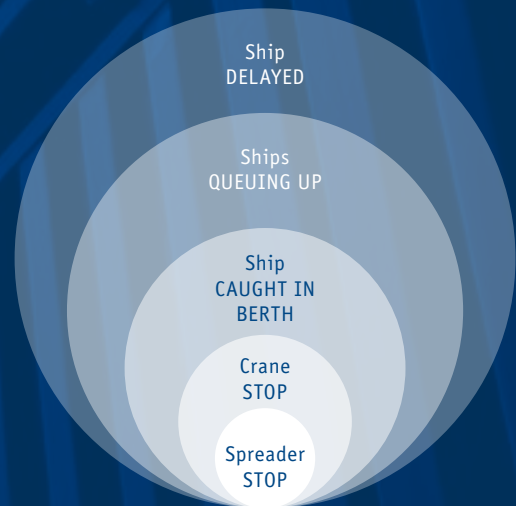 Ship
DELAYED
Ships
QUEUING UP
Ship
CAUGHT IN
BERTH
Crane
STOP
Spreader
STOP